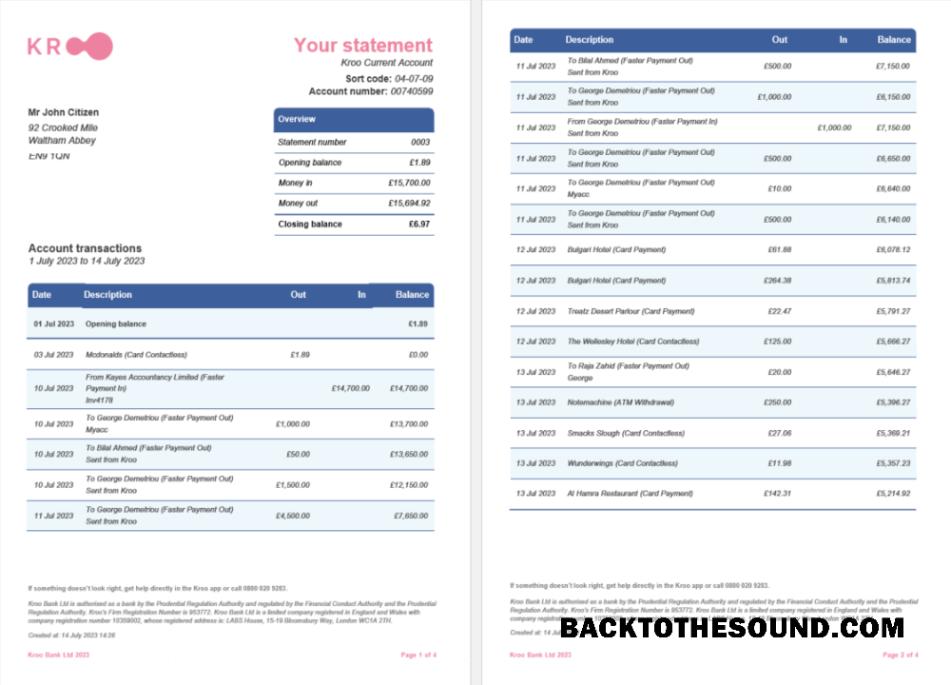 KR
Your statement
Kroo Current Account
Sort code: 04-07-09
Account number: 00740599
Mr John Citizen
92 Crooked Mile
Waltham Abbey
EN9 1QN
Overview
Statement number 0003
Opening balance £1.89
Money in £15,700.00
Money out £15,694.92
Closing balance £6.97
Account transactions
1 July 2023 to 14 July 2023
Date Description Out In Balance
01 Jul 2023 Opening balance £1.89
03 Jul 2023 Mcdonalds (Card Contactless) £1.89 £0.00
From Kayes Accountancy Limited (Faster
10 Jul 2023 Payment In) £14,700.00 £14,700.00
Inv4178
10 Jul 2023 To George Demetriou (Faster Payment Out) £1,000.00 £13,700.00
Myacc
10 Jul 2023 To Bilal Ahmed (Faster Payment Out) £50.00 £13,650.00
Sent from Kroo
10 Jul 2023 To George Demetriou (Faster Payment Out) £1,500.00 £12,150.00
Sent from Kroo
11 Jul 2023 To George Demetriou (Faster Payment Out) £4,500.00 £7,650.00
Sent from Kroo
If something doesn't look right, get help directly in the Kroo app or call 0800 020 9283.
Kroo Bank Ltd is authorised as a bank by the Prudential Regulation Authority and regulated by the Financial Conduct Authority and the Prudential
Regulation Authority. Kroo's Firm Registration Number is 953772. Kroo Bank Ltd is a limited company registered in England and Wales with
company registration number 10359002, whose registered address is: LABS House, 15-19 Bloomsbury Way, London WC1A 2TH.
Created at: 14 July 2023 14:26
Kroo Bank Ltd 2023 Page 1 of 4
Date Description Out In Balance
11 Jul 2023 To Bilal Ahmed (Faster Payment Out) £500.00 £7,150.00
Sent from Kroo
11 Jul 2023 To George Demetriou (Faster Payment Out) £1,000.00 £6,150.00
Sent from Kroo
11 Jul 2023 From George Demetriou (Faster Payment In) £1,000.00 £7,150.00
Sent from Kroo
11 Jul 2023 To George Demetriou (Faster Payment Out) £500.00 £6,650.00
Sent from Kroo
11 Jul 2023 To George Demetriou (Faster Payment Out) £10.00 £6,640.00
Myacc
11 Jul 2023 To George Demetriou (Faster Payment Out) £500.00 £6,140.00
Sent from Kroo
12 Jul 2023 Bulgari Hotel (Card Payment) £61.88 £6,078.12
12 Jul 2023 Bulgari Hotel (Card Payment) £264.38 £5,813.74
12 Jul 2023 Treatz Desert Parlour (Card Payment) £22.47 £5,791.27
12 Jul 2023 The Wellesley Hotel (Card Contactless) £125.00 £5,666.27
13 Jul 2023 To Raja Zahid (Faster Payment Out) £20.00 £5,646.27
George
13 Jul 2023 Notemachine (ATM Withdrawal) £250.00 £5,396.27
13 Jul 2023 Smacks Slough (Card Contactless) £27.06 £5,369.21
13 Jul 2023 Wunderwings (Card Contactless) £11.98 £5,357.23
13 Jul 2023 Al Hamra Restaurant (Card Payment) £142.31 £5,214.92
If something doesn't look right, get help directly in the Kroo app or call 0800 020 9283.
Kroo Bank Ltd is authorised as a bank by the Prudential Regulation Authority and regulated by the Financial Conduct Authority and the Prudential
Regulation Authority. Kroo's Firm Registration Number is 953772. Kroo Bank Ltd is a limited company registered in England and Wales with
company registration
Created at: 14
BACKTOTHESOUND.COM
Kroo Bank Ltd 2023 Page 2 of 4